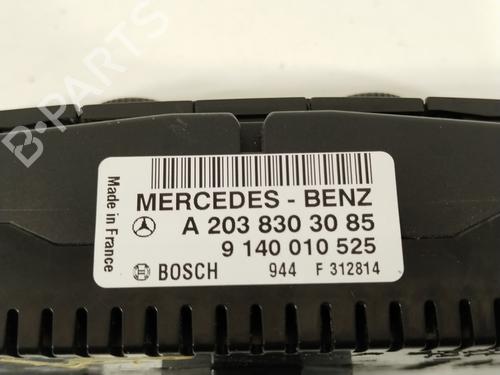 B-PARTS
Made in France
MERCEDES - BENZ
A 203 830 30 85
9 140 010 525
BOSCH 944 F 312814